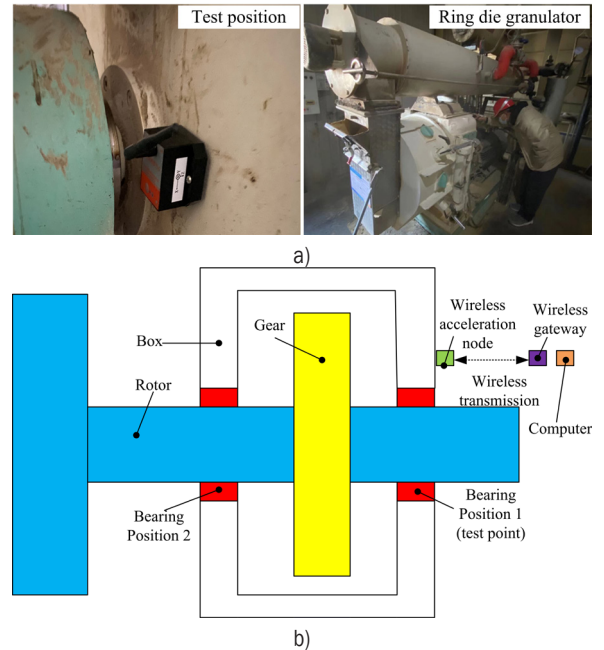 Test position
Ring die granulator
a)
Wireless
acceleration
node
Wireless
gateway
Gear
Box
Wireless
transmission
Rotor
Computer
Bearing
Position 2
Bearing
Position 1
(test point)
b)